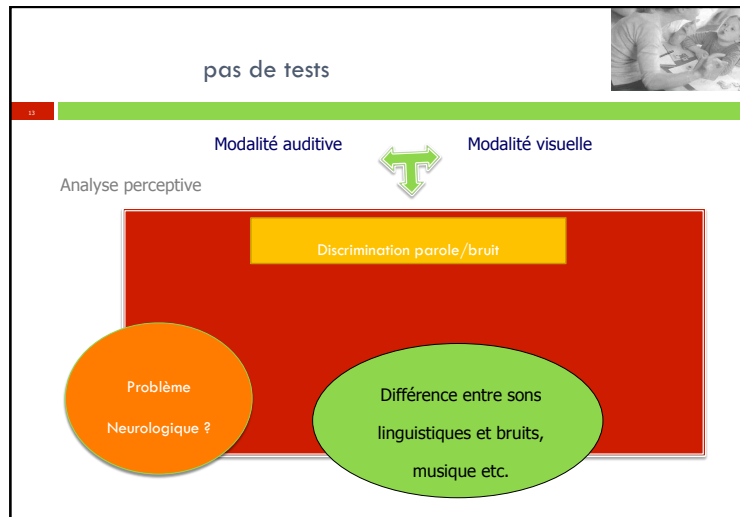 pas de tests
13
Modalité auditive
Modalité visuelle
Analyse perceptive
Discrimination parole/bruit
Problème
Neurologique ?
Différence entre sons
linguistiques et bruits,
musique etc.